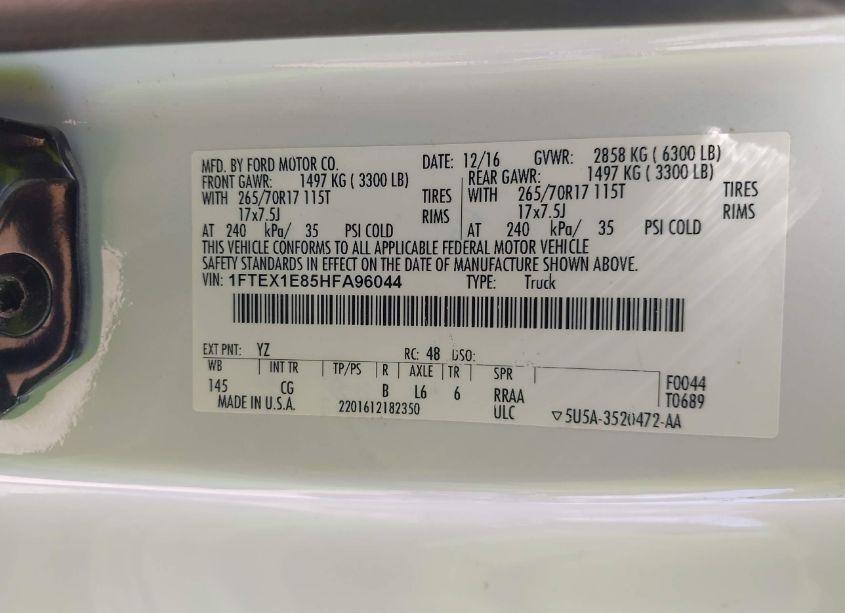 MFD. BY FORD MOTOR CO. DATE: 12/16 GVWR: 2858 KG ( 6300 LB)
FRONT GAWR: 1497 KG ( 3300 LB) REAR GAWR: 1497 KG ( 3300 LB)
WITH 265/70R17 115T TIRES WITH 265/70R17 115T TIRES
17x7.5J RIMS 17x7.5J RIMS
AT 240 kPa/ 35 PSI COLD AT 240 kPa/ 35 PSI COLD
THIS VEHICLE CONFORMS TO ALL APPLICABLE FEDERAL MOTOR VEHICLE
SAFETY STANDARDS IN EFFECT ON THE DATE OF MANUFACTURE SHOWN ABOVE.
VIN: 1FTEX1E85HFA96044 TYPE: Truck
EXT PNT: YZ RC: 48 DSO:
WB INT TR TP/PS R AXLE TR SPR
145 CG B L6 6 RRAA F0044
MADE IN U.S.A. 2201612182350 ULC T0689
▽5U5A-3520472-AA